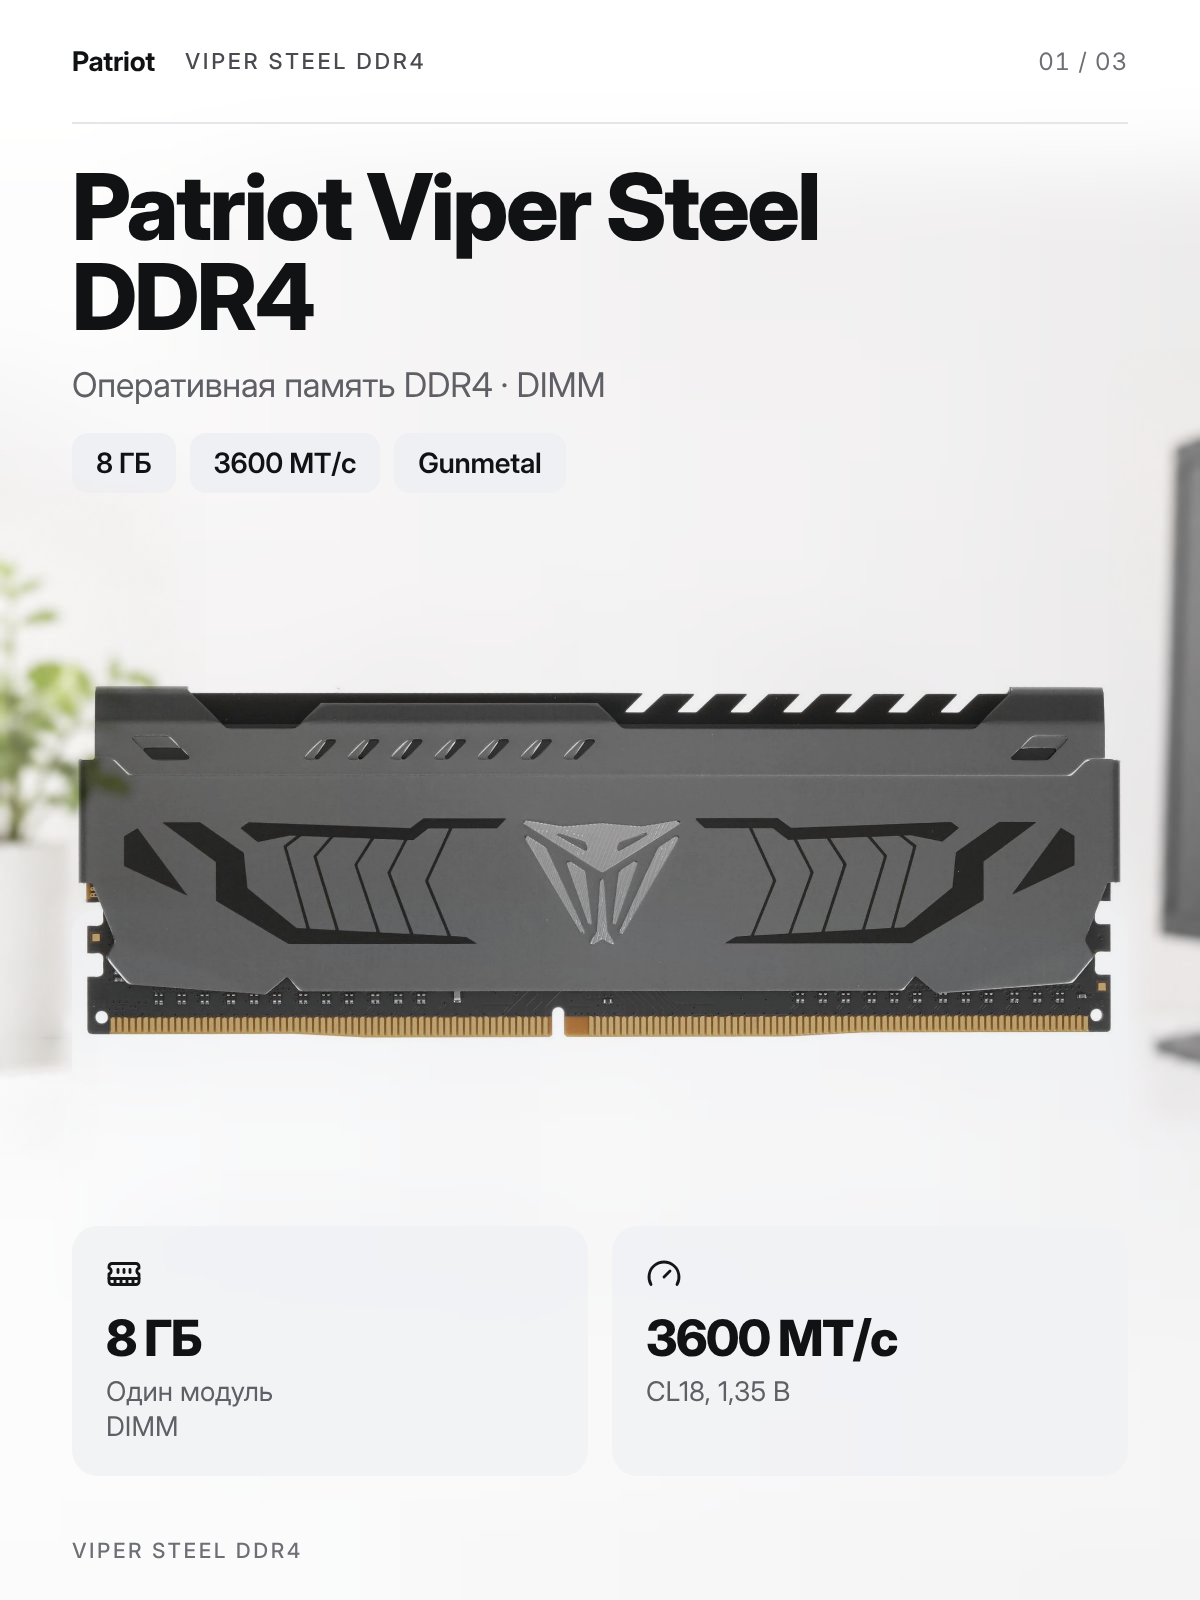 Patriot VIPER STEEL DDR4 01 / 03
Patriot Viper Steel
DDR4
Оперативная память DDR4 · DIMM
8 ГБ 3600 МТ/с Gunmetal
8 ГБ
Один модуль
DIMM
3600 МТ/с
CL18, 1,35 В
VIPER STEEL DDR4